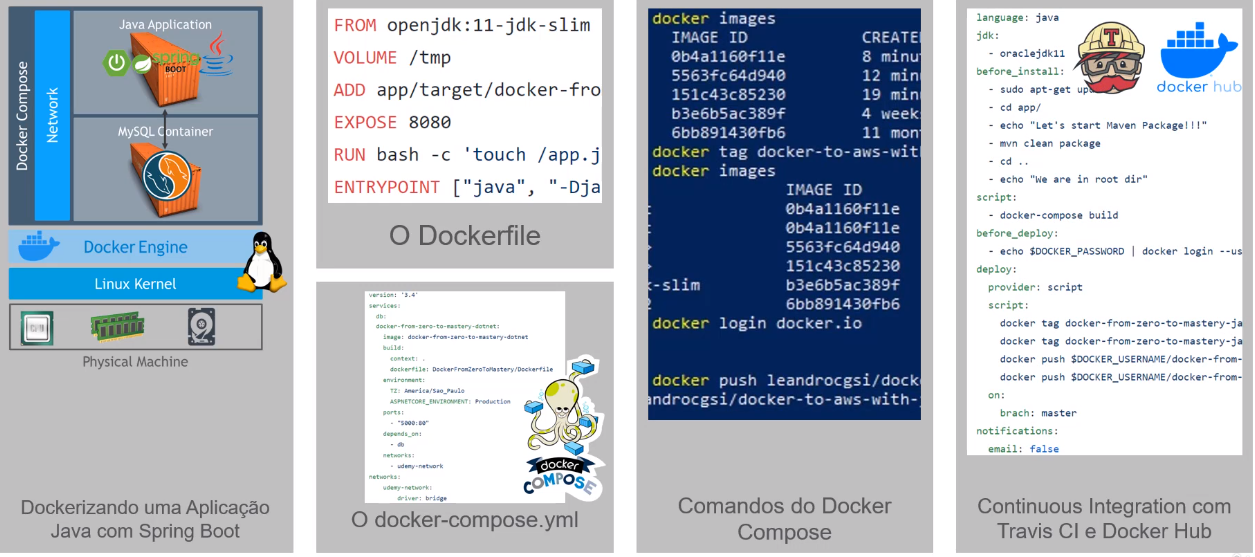 Docker Compose
Network
Java Application
spring
BOOT
Java
MySQL Container
Docker Engine
Linux Kernel
Physical Machine
Dockerizando uma Aplicação
Java com Spring Boot
FROM openjdk:11-jdk-slim
VOLUME /tmp
ADD app/target/docker-fro
EXPOSE 8080
RUN bash -c 'touch /app.j
ENTRYPOINT ["java", "-Dja
O Dockerfile
version: '3.4'
services:
db:
docker-from-zero-to-mastery-dotnet:
image: docker-from-zero-to-mastery-dotnet
build:
context: .
dockerfile: DockerFromZeroToMastery/Dockerfile
environment:
TZ: America/Sao_Paulo
ASPNETCORE_ENVIRONMENT: Production
ports:
- "5000:80"
depends_on:
- db
networks:
- udemy-network
networks:
udemy-network:
driver: bridge
docker
COMPOSE
O docker-compose.yml
docker images
IMAGE ID CREATE
0b4a1160f11e 8 minu
5563fc64d940 12 minu
151c43c85230 19 min
b3e6b5ac389f 4 week
6bb891430fb6 11 mon
docker tag docker-to-aws-with
docker images
IMAGE ID
0b4a1160f11e
0b4a1160f11e
5563fc64d940
151c43c85230
k-slim b3e6b5ac389f
2 6bb891430fb6
docker login docker.io
docker push leandrocgsi/docke
androcgsi/docker-to-aws-with-
Comandos do Docker
Compose
language: java
jdk:
- oraclejdk11
before_install:
- sudo apt-get up
- cd app/
- echo "Let's start Maven Package!!!"
- mvn clean package
- cd ..
- echo "We are in root dir"
script:
- docker-compose build
before_deploy:
- echo $DOCKER_PASSWORD | docker login --us
deploy:
provider: script
script:
docker tag docker-from-zero-to-mastery-ja
docker tag docker-from-zero-to-mastery-ja
docker push $DOCKER_USERNAME/docker-from-
docker push $DOCKER_USERNAME/docker-from-
on:
brach: master
notifications:
email: false
T
docker hub
Continuous Integration com
Travis CI e Docker Hub